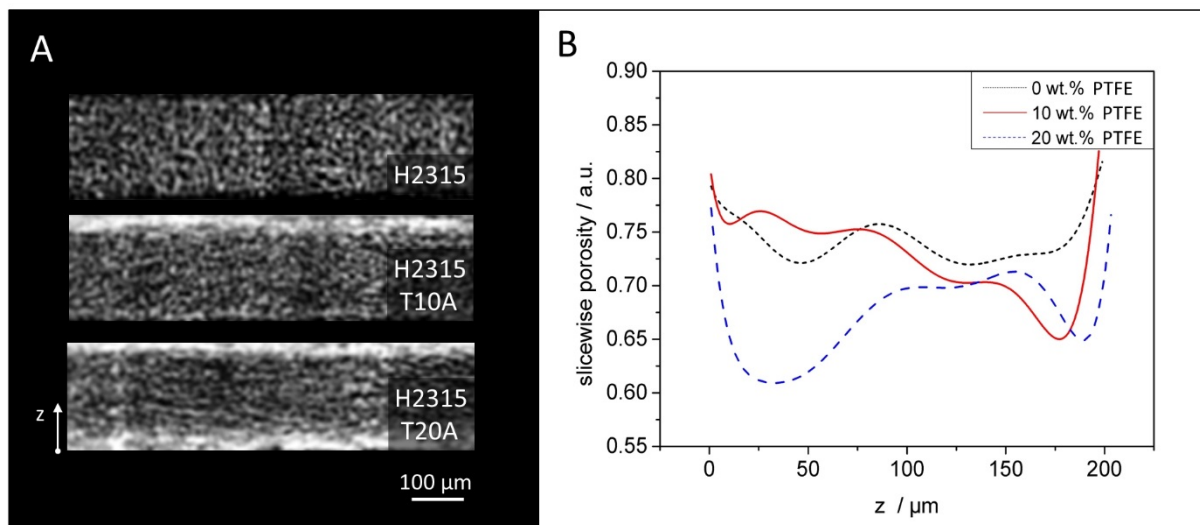 A
H2315
H2315
T10A
H2315
T20A
z
100 µm
B
0 wt.% PTFE
10 wt.% PTFE
20 wt.% PTFE
slicewise porosity / a.u.
0.90
0.85
0.80
0.75
0.70
0.65
0.60
0.55
0
50
100
150
200
z / µm